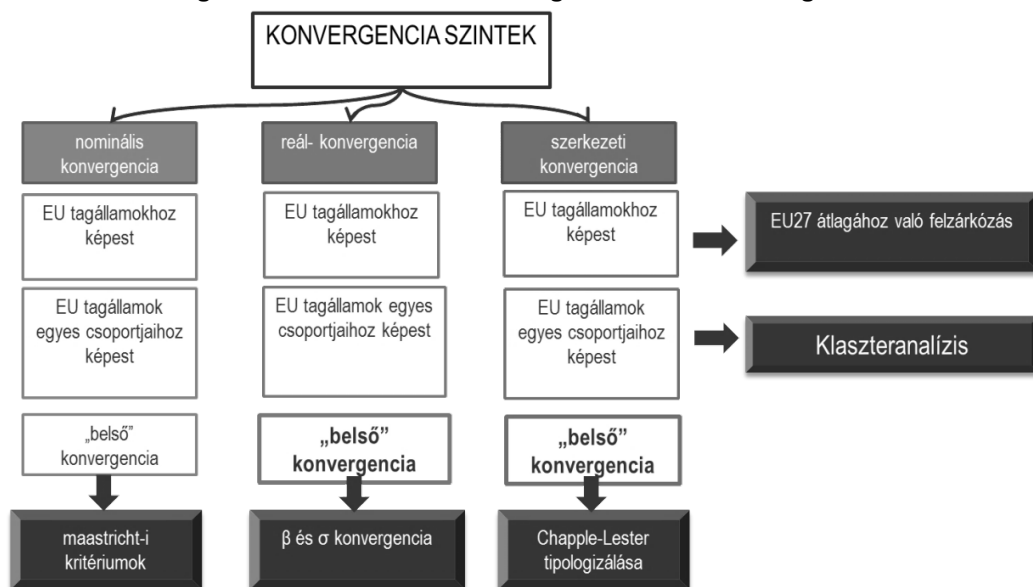 KONVERGENCIA SZINTEK
nominális
konvergencia
reál- konvergencia
szerkezeti
konvergencia
EU tagállamokhoz
képest
EU tagállamokhoz
képest
EU tagállamokhoz
képest
EU27 átlagához való felzárkózás
EU tagállamok
egyes csoportjaihoz
képest
EU tagállamok egyes
csoportjaihoz képest
EU tagállamok
egyes csoportjaihoz
képest
Klaszteranalízis
„belső”
konvergencia
„belső”
konvergencia
„belső”
konvergencia
maastricht-i
kritériumok
β és σ konvergencia
Chapple-Lester
tipologizálása